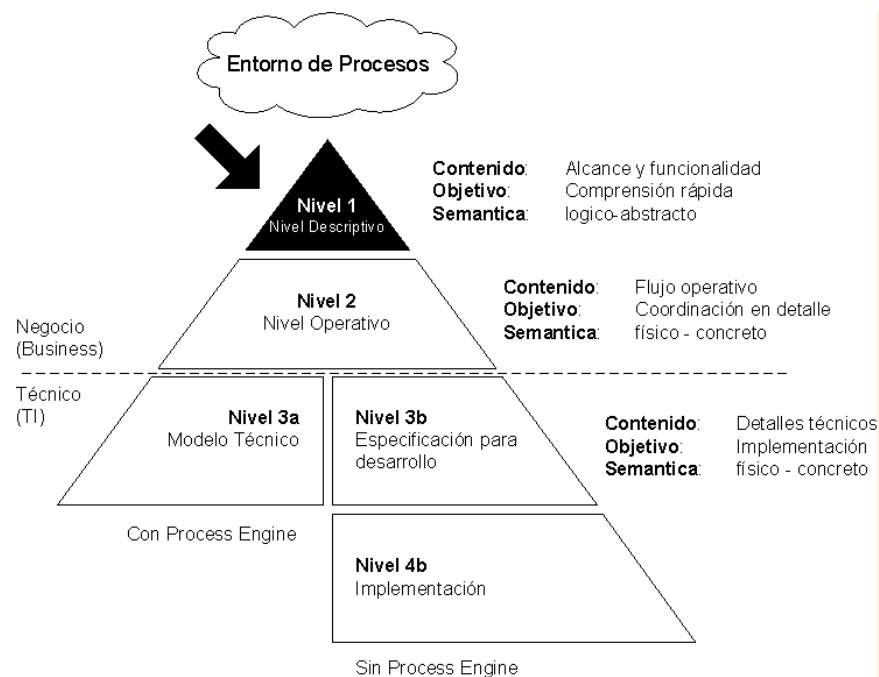 Entorno de Procesos
Nivel 1
Nivel Descriptivo
Contenido: Alcance y funcionalidad
Objetivo: Comprensión rápida
Semantica: logico-abstracto
Nivel 2
Nivel Operativo
Contenido: Flujo operativo
Objetivo: Coordinación en detalle
Semantica: físico - concreto
Negocio
(Business)
Técnico
(TI)
Nivel 3a
Modelo Técnico
Nivel 3b
Especificación para
desarrollo
Contenido: Detalles técnicos
Objetivo: Implementación
Semantica: físico - concreto
Con Process Engine
Nivel 4b
Implementación
Sin Process Engine